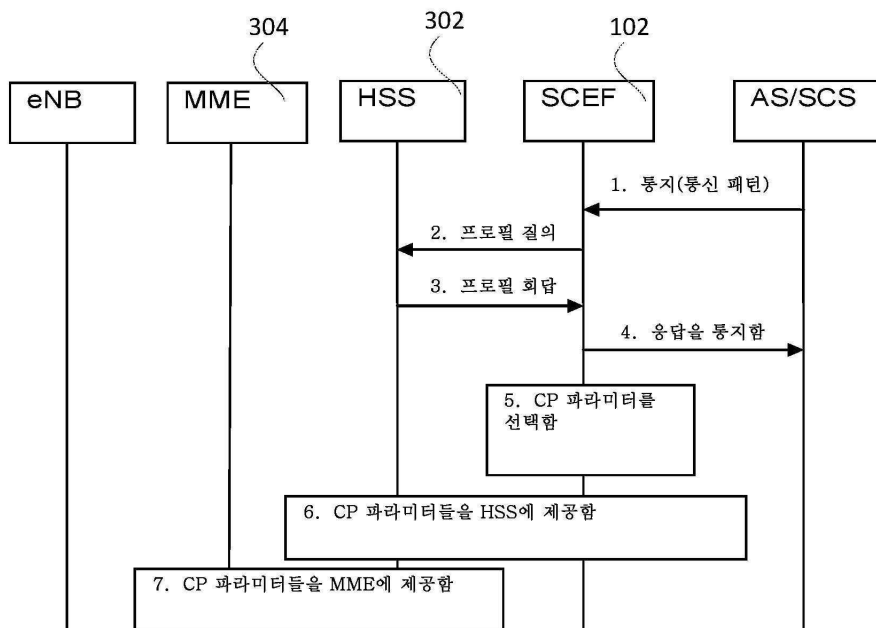 304
302
102
eNB
MME
HSS
SCEF
AS/SCS
1. 통지(통신 패턴)
2. 프로필 질의
3. 프로필 회답
4. 응답을 통지함
5. CP 파라미터를
선택함
6. CP 파라미터들을 HSS에 제공함
7. CP 파라미터들을 MME에 제공함